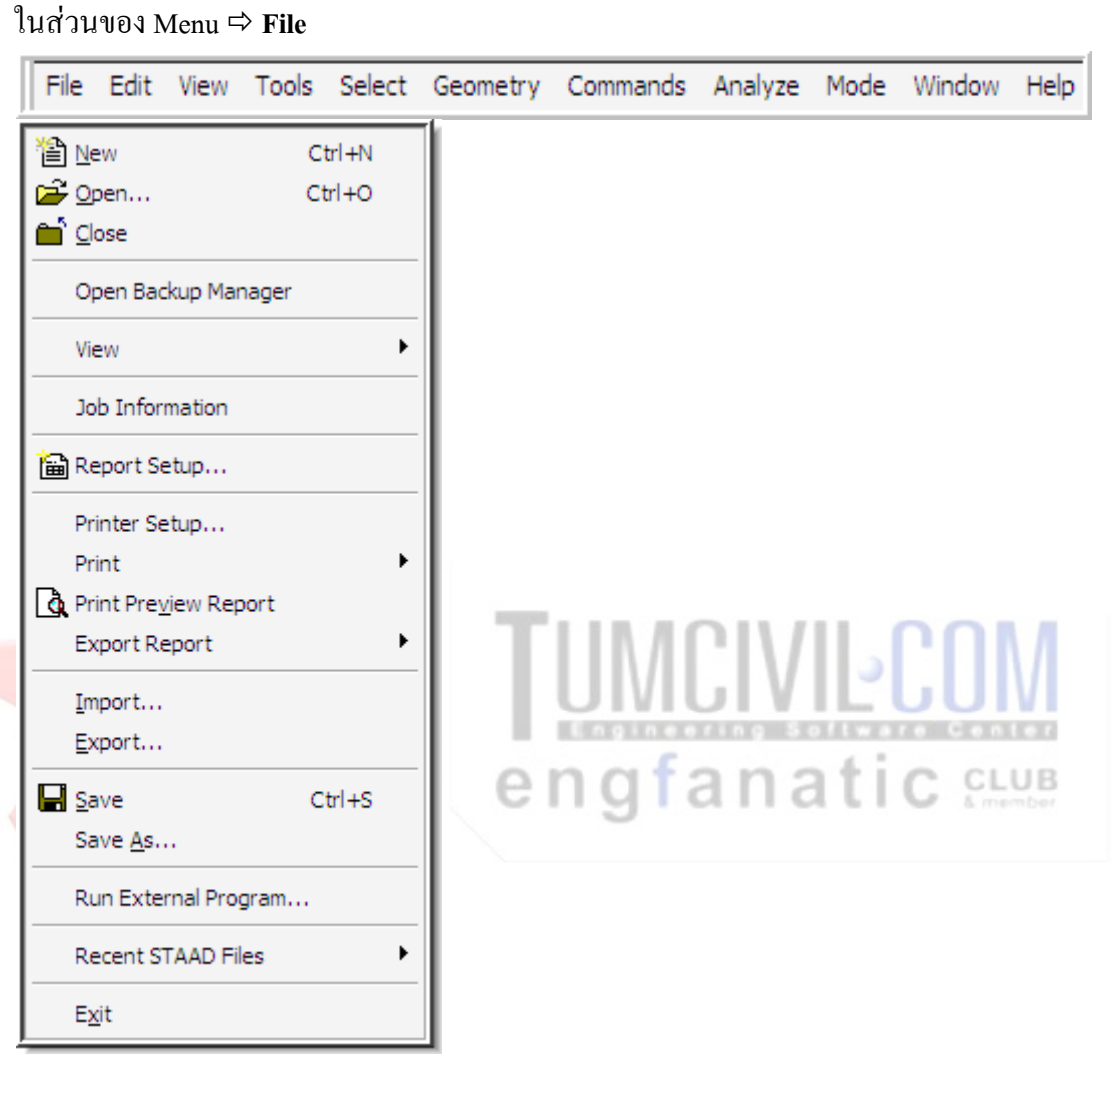 ในส่วนของ Menu ⇨ File
File Edit View Tools Select Geometry Commands Analyze Mode Window Help
New Ctrl+N
Open... Ctrl+O
Close
Open Backup Manager
View
Job Information
Report Setup...
Printer Setup...
Print
Print Preview Report
Export Report
Import...
Export...
Save Ctrl+S
Save As...
Run External Program...
Recent STAAD Files
Exit
TUMCIVIL.COM
Engineering Software Center
engfanatic CLUB
& member